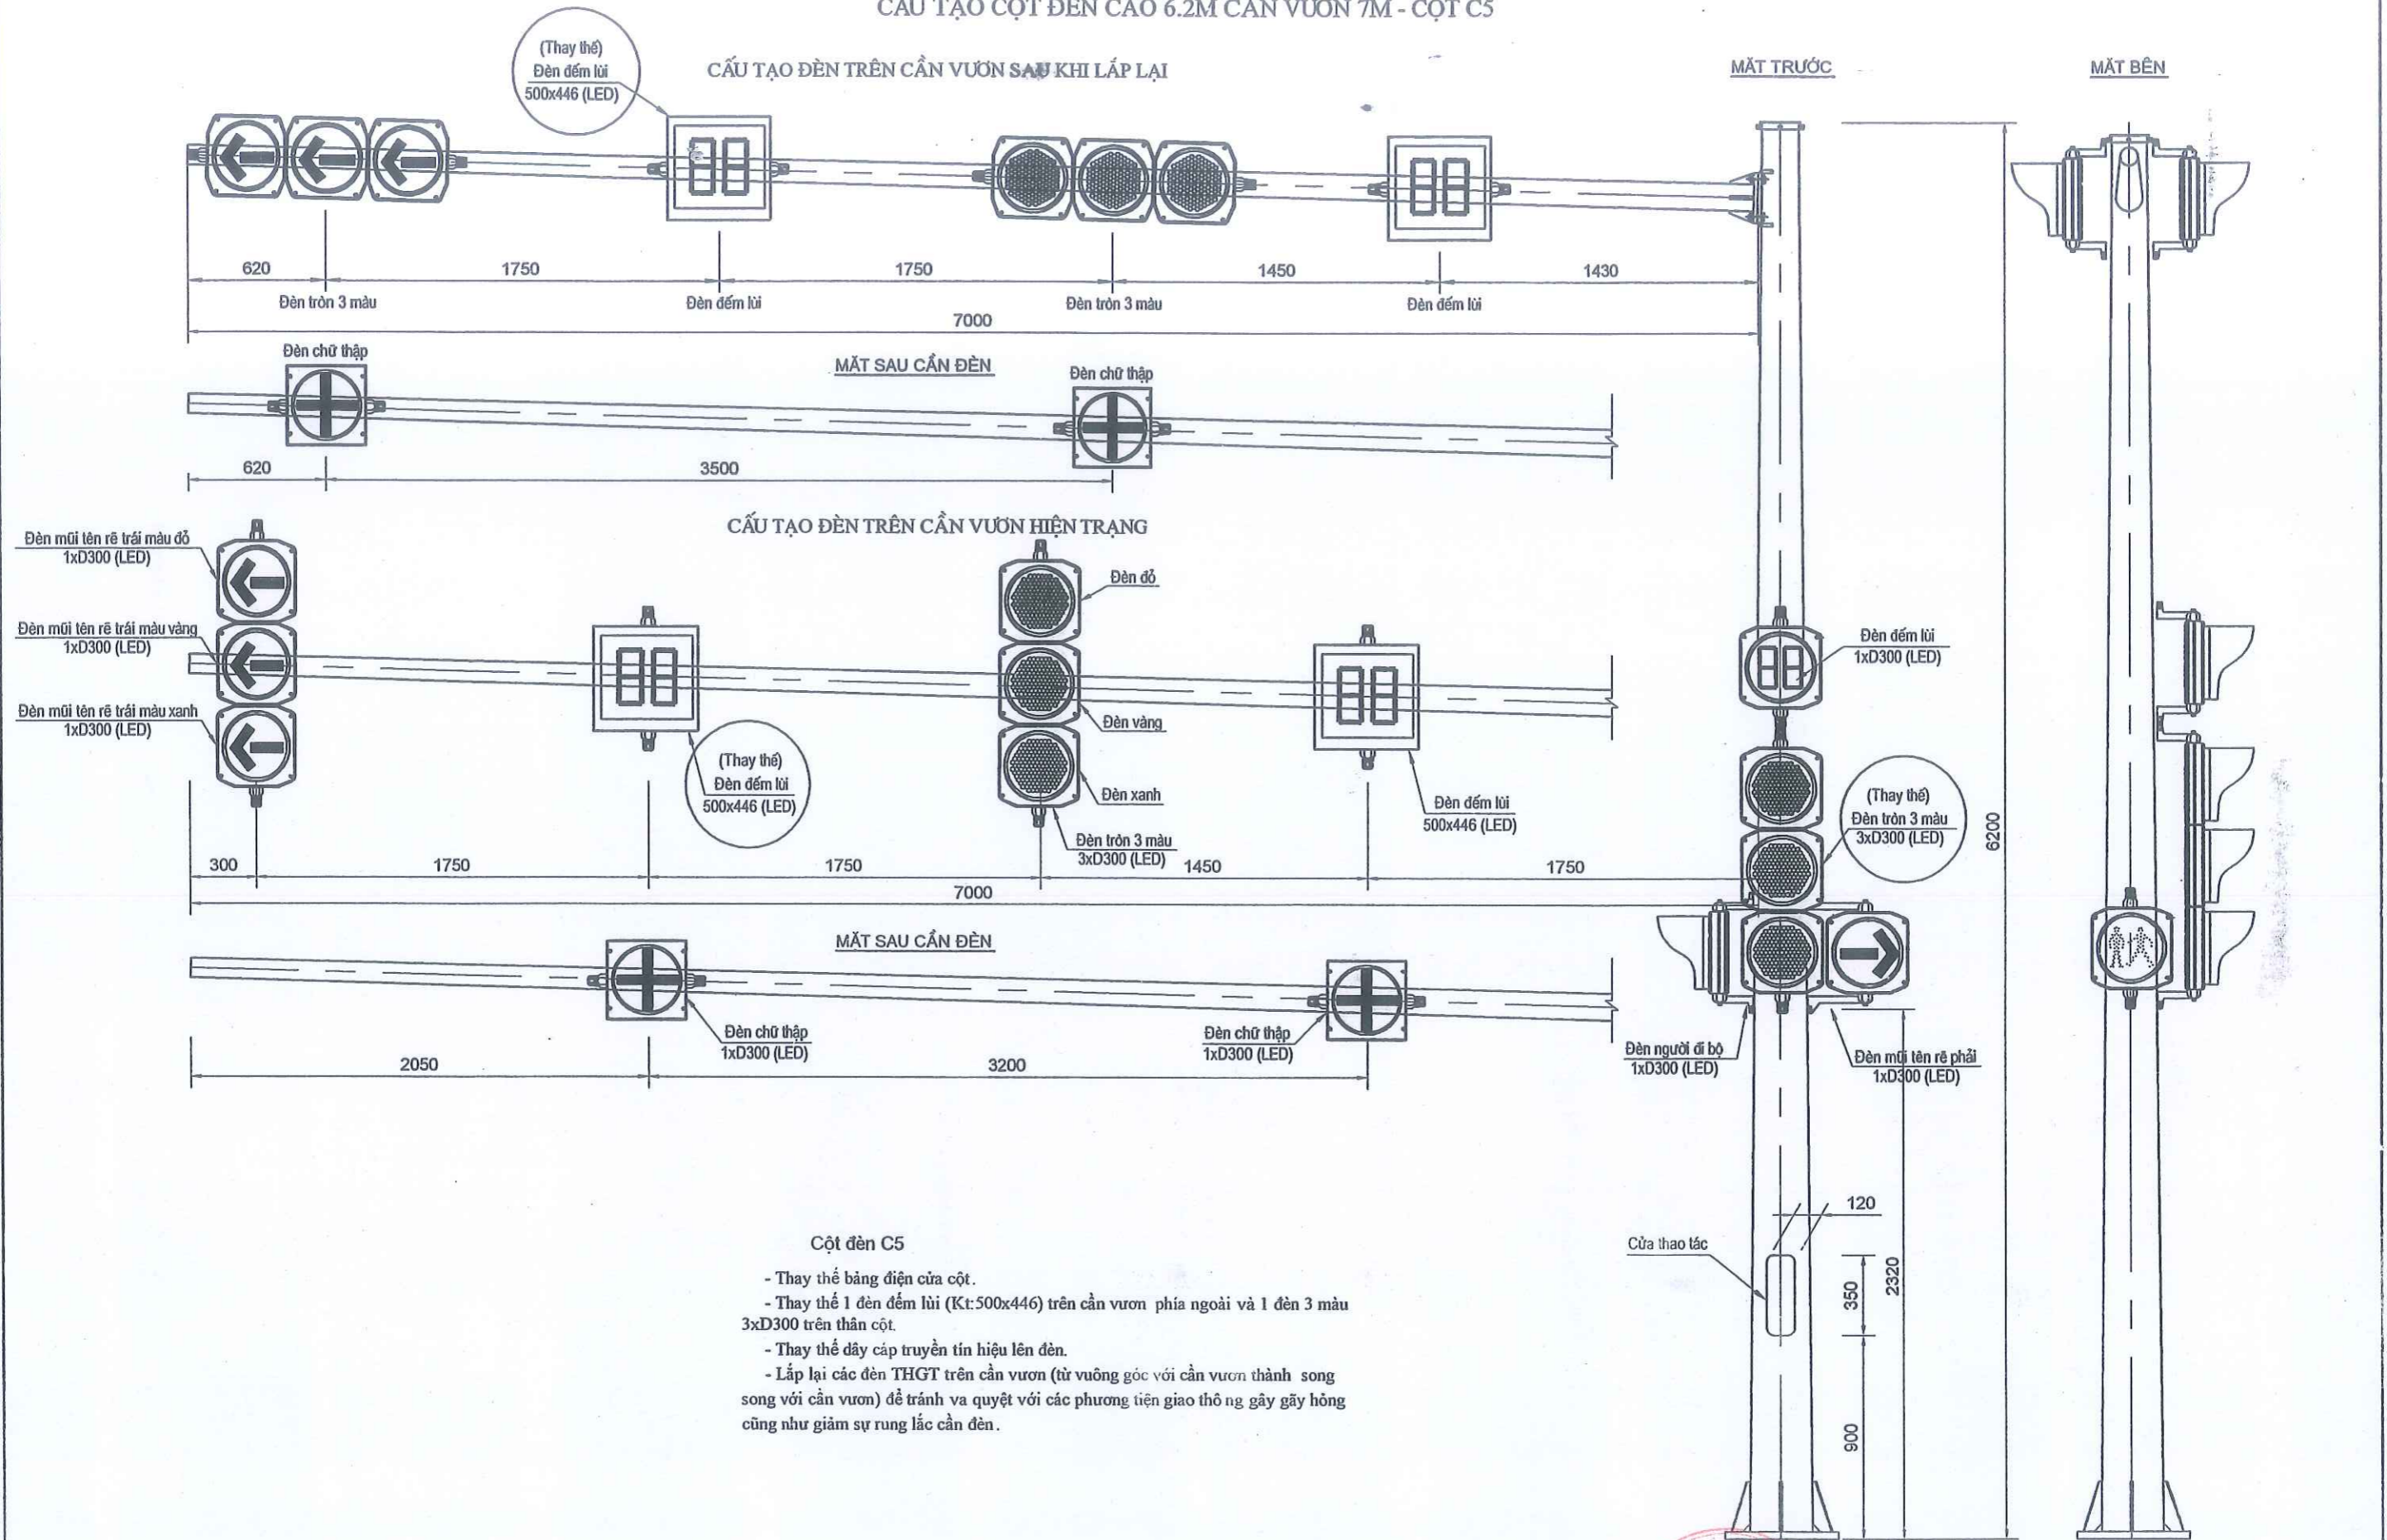 CẤU TẠO CỘT ĐÈN CAO 6.2M CẦN VƯƠN 7M - CỘT C5
(Thay thế)
Đèn đếm lùi
500x446 (LED)
CẤU TẠO ĐÈN TRÊN CẦN VƯƠN SAU KHI LẮP LẠI
MẶT TRƯỚC
MẶT BÊN
620
1750
1750
1450
1430
Đèn tròn 3 màu
Đèn đếm lùi
Đèn tròn 3 màu
Đèn đếm lùi
7000
Đèn chữ thập
MẶT SAU CẦN ĐÈN
Đèn chữ thập
620
3500
CẤU TẠO ĐÈN TRÊN CẦN VƯƠN HIỆN TRẠNG
Đèn mũi tên rẽ trái màu đỏ
1xD300 (LED)
Đèn mũi tên rẽ trái màu vàng
1xD300 (LED)
Đèn mũi tên rẽ trái màu xanh
1xD300 (LED)
Đèn đỏ
Đèn vàng
Đèn xanh
Đèn tròn 3 màu
3xD300 (LED)
(Thay thế)
Đèn đếm lùi
500x446 (LED)
Đèn đếm lùi
500x446 (LED)
Đèn đếm lùi
1xD300 (LED)
(Thay thế)
Đèn tròn 3 màu
3xD300 (LED)
6200
300
1750
1750
1450
1750
7000
MẶT SAU CẦN ĐÈN
Đèn chữ thập
1xD300 (LED)
Đèn chữ thập
1xD300 (LED)
2050
3200
Đèn người đi bộ
1xD300 (LED)
Đèn mũi tên rẽ phải
1xD300 (LED)
120
Cửa thao tác
350
2320
900
Cột đèn C5
- Thay thế bảng điện cửa cột.
- Thay thế 1 đèn đếm lùi (Kt:500x446) trên cần vươn phía ngoài và 1 đèn 3 màu
3xD300 trên thân cột.
- Thay thế dây cáp truyền tín hiệu lên đèn.
- Lắp lại các đèn THGT trên cần vươn (từ vuông góc với cần vươn thành song
song với cần vươn) để tránh va quyệt với các phương tiện giao thông gây gãy hỏng
cũng như giảm sự rung lắc cần đèn.